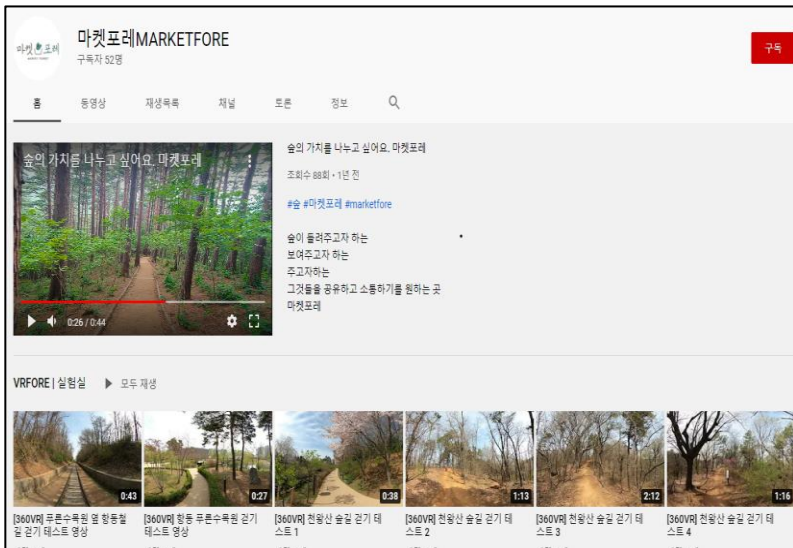 마켓포레
마켓포레MARKETFORE
구독자 52명
구독
홈 동영상 재생목록 채널 토론 정보
숲의 가치를 나누고 싶어요. 마켓포레
0:26 / 0:44
숲의 가치를 나누고 싶어요. 마켓포레
조회수 88회 • 1년 전
#숲 #마켓포레 #marketfore
숲이 들려주고자 하는
보여주고자 하는
주고자하는
그것들을 공유하고 소통하기를 원하는 곳
마켓포레
VRFORE | 실험실 ▶ 모두 재생
0:43
0:27
0:38
1:13
2:12
1:16
[360VR] 푸른수목원 옆 항동철
길 걷기 테스트 영상
[360VR] 항동 푸른수목원 걷기
테스트 영상
[360VR] 천왕산 숲길 걷기 테
스트 1
[360VR] 천왕산 숲길 걷기 테
스트 2
[360VR] 천왕산 숲길 걷기 테
스트 3
[360VR] 천왕산 숲길 걷기 테
스트 4